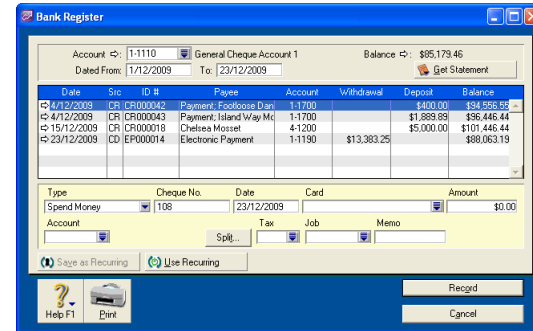 Bank Register
Account ⇨: 1-1110 General Cheque Account 1 Balance ⇨: $85,179.46
Dated From: 1/12/2009 To: 23/12/2009 Get Statement
Date Src ID # Payee Account Withdrawal Deposit Balance
4/12/2009 CR CR000042 Payment; Footloose Dan 1-1700 $400.00 $94,556.55
4/12/2009 CR CR000043 Payment; Island Way Mc 1-1700 $1,889.89 $96,446.44
15/12/2009 CR CR000018 Chelsea Mosset 4-1200 $5,000.00 $101,446.44
23/12/2009 CD EP000014 Electronic Payment 1-1190 $13,383.25 $88,063.19
Type Cheque No. Date Card Amount
Spend Money 108 23/12/2009 $0.00
Account Tax Job Memo
Split...
Save as Recurring Use Recurring
Record
Help F1 Print Cancel